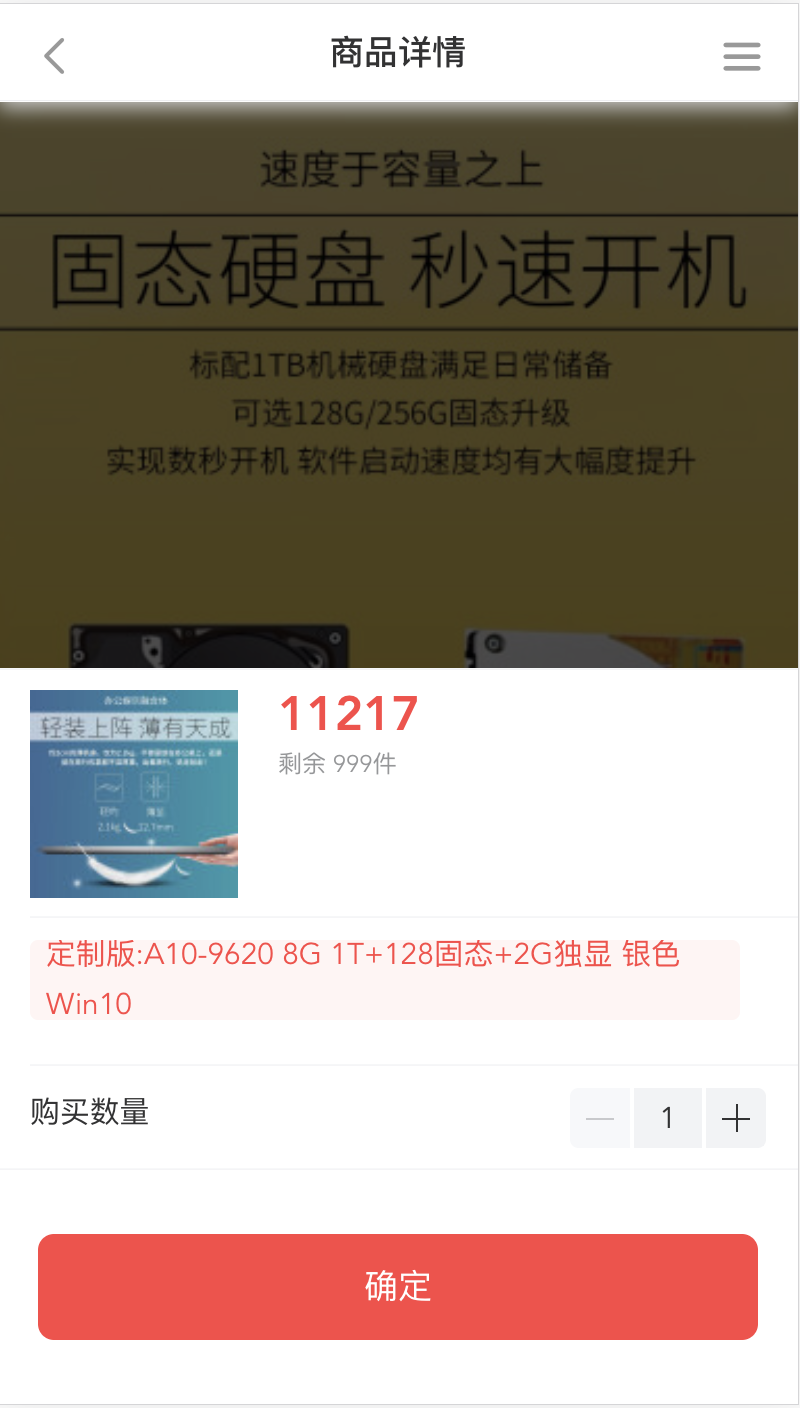 商品详情
速度于容量之上
固态硬盘 秒速开机
标配1TB机械硬盘满足日常储备
可选128G/256G固态升级
实现数秒开机 软件启动速度均有大幅度提升
轻装上阵 薄有天成
2.1kg
22.7mm
11217
剩余 999件
定制版:A10-9620 8G 1T+128固态+2G独显 银色
Win10
购买数量
1
确定